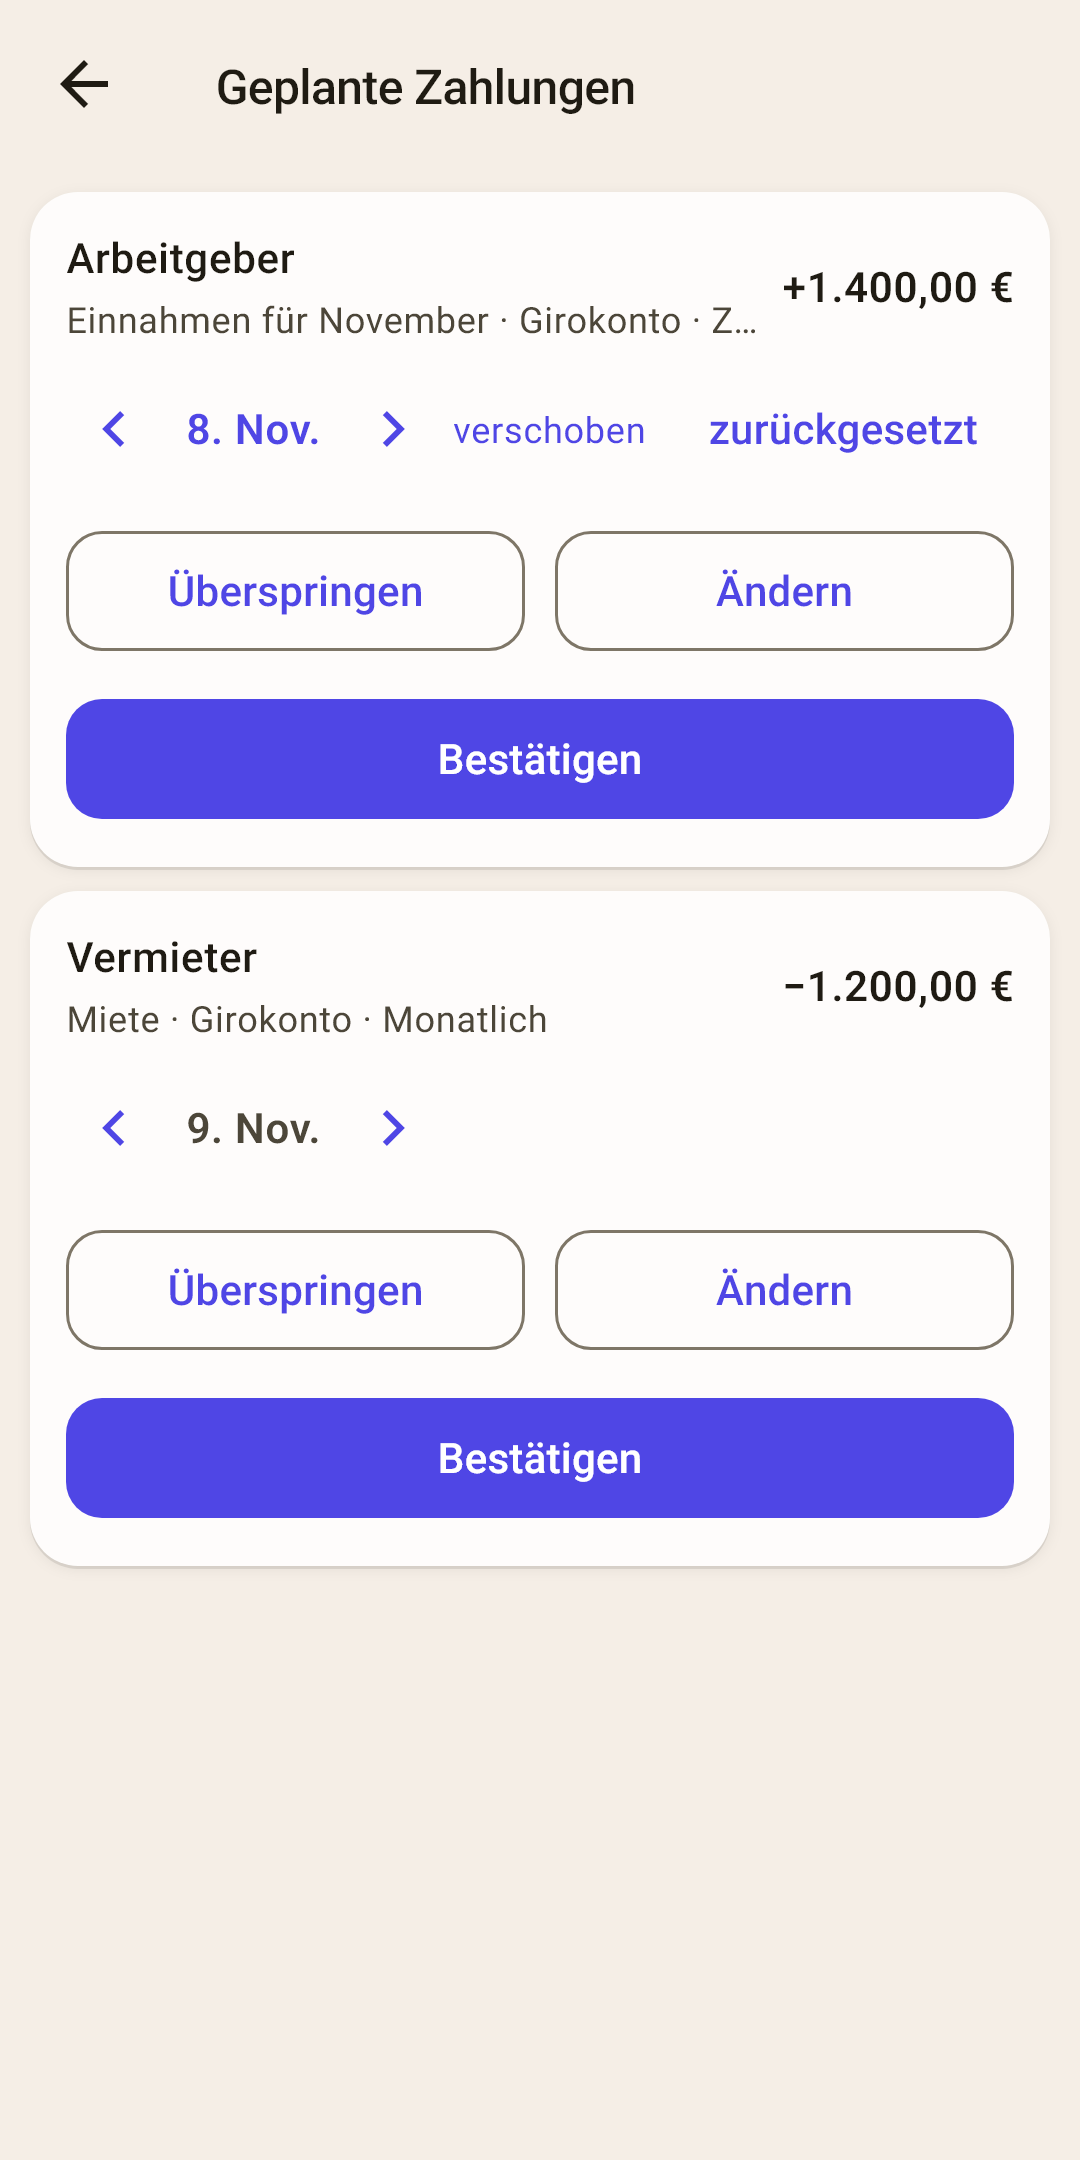 Geplante Zahlungen
Arbeitgeber
+1.400,00 €
Einnahmen für November · Girokonto · Z…
8. Nov. verschoben zurückgesetzt
Überspringen Ändern
Bestätigen
Vermieter
−1.200,00 €
Miete · Girokonto · Monatlich
9. Nov.
Überspringen Ändern
Bestätigen